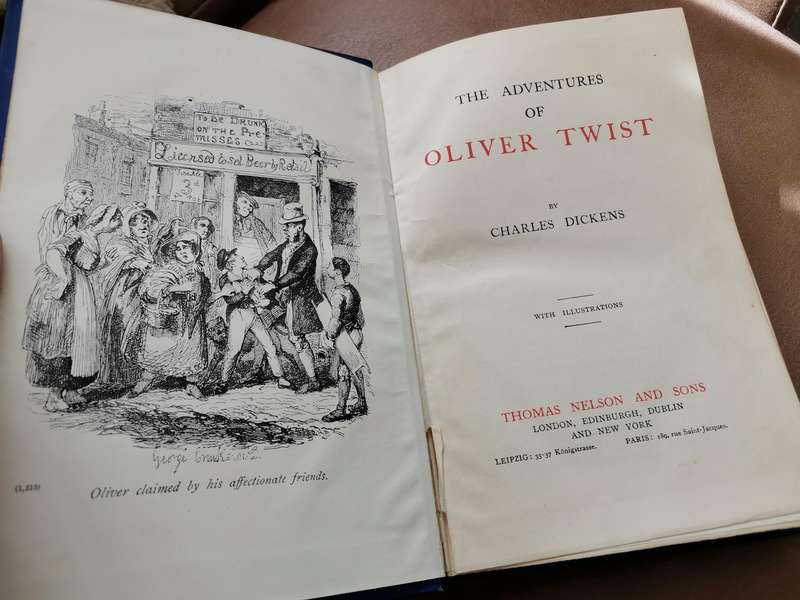 TO BE DRUNK
ON THE PRE-
MISSES
Licensed to sel Beer by Retail
3d
George Cruikshank
(1,255)
Oliver claimed by his affectionate friends.
THE ADVENTURES
OF
OLIVER TWIST
BY
CHARLES DICKENS
WITH ILLUSTRATIONS
THOMAS NELSON AND SONS
LONDON, EDINBURGH, DUBLIN
AND NEW YORK
LEIPZIG: 35-37 Königstrasse. PARIS: 189, rue Saint-Jacques.